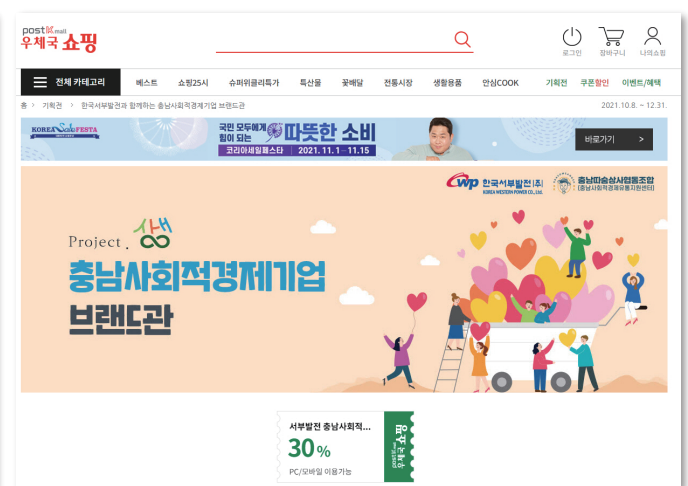 post mall
우체국 쇼핑
로그인 장바구니 나의쇼핑
전체 카테고리 베스트 쇼핑25시 슈퍼위클리특가 특산물 꽃배달 전통시장 생활용품 안심COOK 기획전 쿠폰할인 이벤트/혜택
홈 > 기획전 > 한국서부발전과 함께하는 충남사회적경제기업 브랜드관 2021.10.8. ~ 12.31.
KOREA Sale FESTA
국민 모두에게
힘이 되는 따뜻한 소비
코리아세일페스타 2021. 11. 1 – 11. 15
바로가기 >
WP 한국서부발전(주)
KOREA WESTERN POWER CO., Ltd.
충남따숨상사협동조합
(충남사회적경제유통지원센터)
Project. 상생
충남사회적경제기업
브랜드관
서부발전 충남사회적...
30%
PC/모바일 이용가능
우체국쇼핑